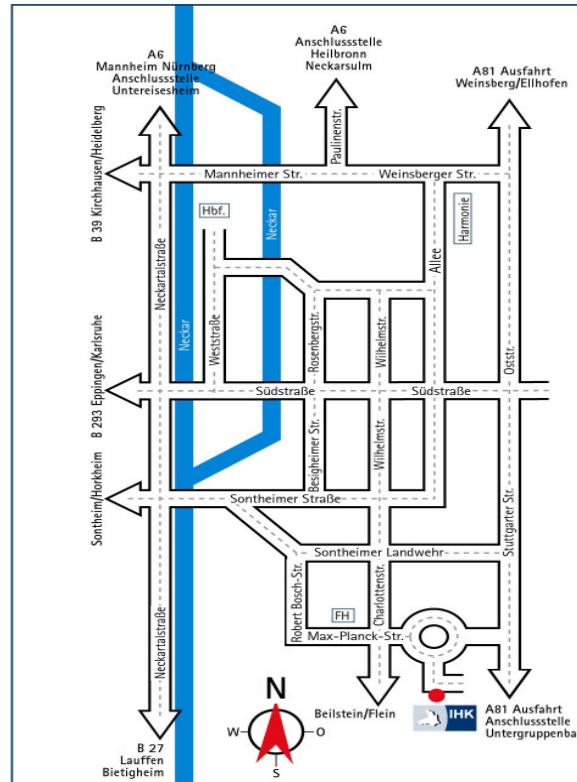 A6
Mannheim Nürnberg
Anschlussstelle
Untereisesheim
A6
Anschlussstelle
Heilbronn
Neckarsulm
A81 Ausfahrt
Weinsberg/Ellhofen
B 39 Kirchhausen/Heidelberg
Paulinenstr.
Mannheimer Str.
Weinsberger Str.
Hbf.
Harmonie
Neckar
Allee
Neckartalstraße
Neckar
Weststraße
Rosenbergstr.
Wilhelmstr.
Oststr.
B 293 Eppingen/Karlsruhe
Südstraße
Südstraße
Besigheimer Str.
Wilhelmstr.
Sontheim/Horkheim
Sontheimer Straße
Stuttgarter Str.
Sontheimer Landwehr
Robert Bosch-Str.
Charlottenstr.
FH
Max-Planck-Str.
Neckartalstraße
N
W
O
S
Beilstein/Flein
IHK
A81 Ausfahrt
Anschlussstelle
Untergruppenba
B 27
Lauffen
Bietigheim